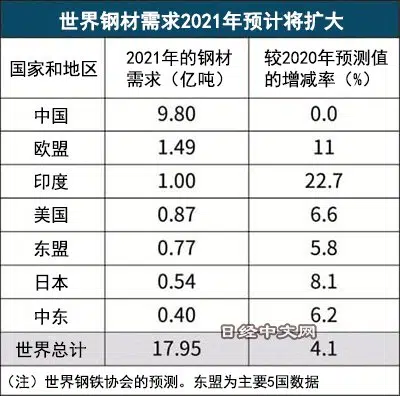 世界钢材需求2021年预计将扩大
国家和地区 2021年的钢材需求（亿吨） 较2020年预测值的增减率（%）
中国 9.80 0.0
欧盟 1.49 11
印度 1.00 22.7
美国 0.87 6.6
东盟 0.77 5.8
日本 0.54 8.1
中东 0.40 6.2
日经中文网
世界总计 17.95 4.1
（注）世界钢铁协会的预测。东盟为主要5国数据